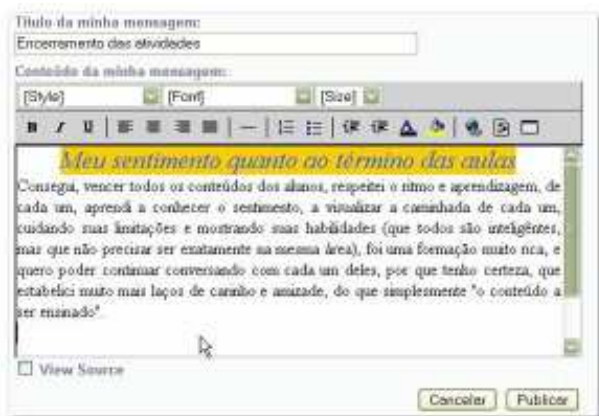 Título da minha mensagem:
Encerramento das atividades
Conteúdo da minha mensagem:
[Style] [Font] [Size]
B I U
Meu sentimento quanto ao término das aulas
Consegui, vencer todos os conteúdos dos alunos, respeitei o ritmo e aprendizagem, de
cada um, aprendi a conhecer o sentimento, a visualizar a caminhada de cada um,
cuidando suas limitações e mostrando suas habilidades (que todos são inteligêntes,
mas que não precisar ser exatamente na mesma área), foi uma formação muito rica, e
quero poder continuar conversando com cada um deles, por que tenho certeza, que
estabelici muto mais laços de carinho e amizade, do que simplesmente "o conteúdo a
ser ensinado".
View Source
Cancelar Publicar